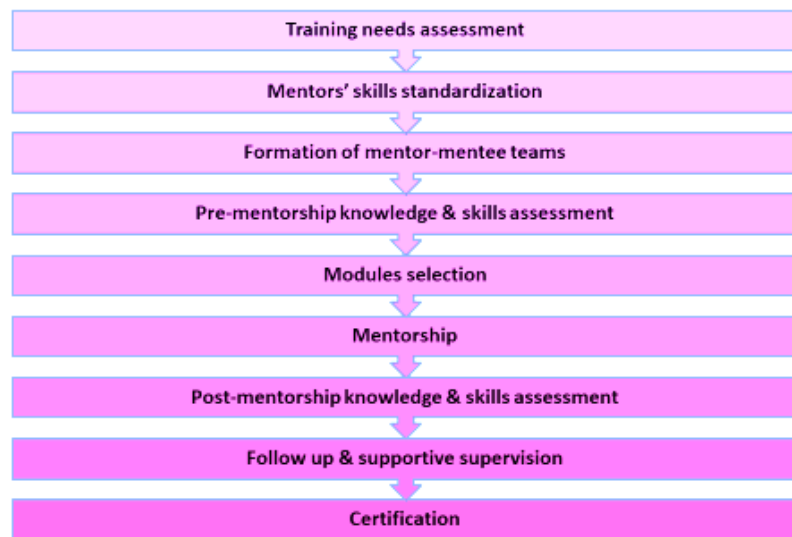 Training needs assessment
Mentors’ skills standardization
Formation of mentor-mentee teams
Pre-mentorship knowledge & skills assessment
Modules selection
Mentorship
Post-mentorship knowledge & skills assessment
Follow up & supportive supervision
Certification